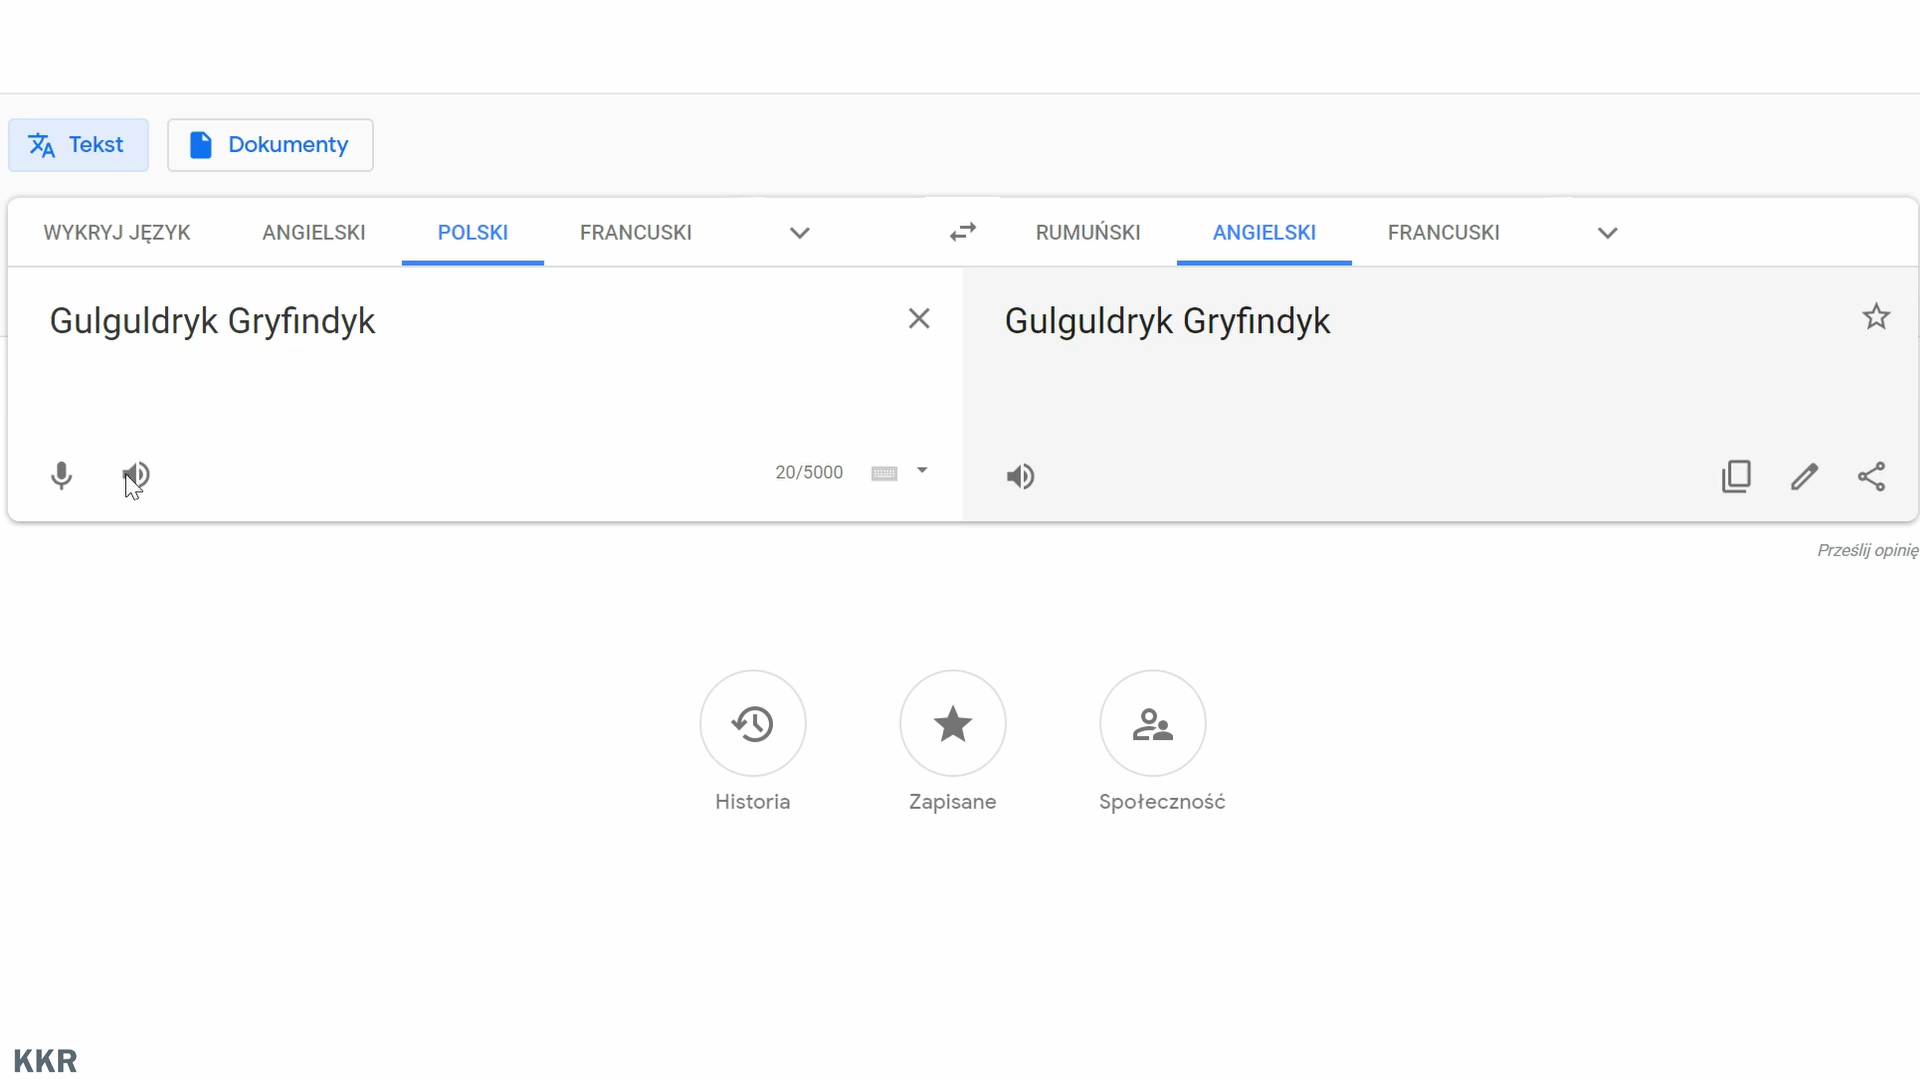 Tekst
Dokumenty
WYKRYJ JĘZYK ANGIELSKI POLSKI FRANCUSKI RUMUŃSKI ANGIELSKI FRANCUSKI
Gulguldryk Gryfindyk
Gulguldryk Gryfindyk
20/5000
Prześlij opinię
Historia Zapisane Społeczność
KKR